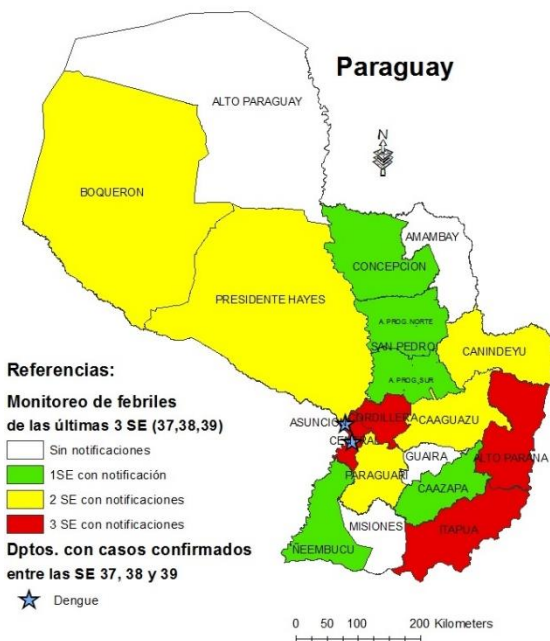 Paraguay
N
ALTO PARAGUAY
BOQUERON
AMAMBAY
CONCEPCION
PRESIDENTE HAYES
A. PROG. NORTE
SAN PEDRO
CANINDEYU
A. PROG. SUR
CORDILLERA
ASUNCION
CAAGUAZU
CENTRAL
GUAIRA
ALTO PARANA
PARAGUARI
CAAZAPA
MISIONES
ITAPUA
ÑEEMBUCU
Referencias:
Monitoreo de febriles
de las últimas 3 SE (37,38,39)
Sin notificaciones
1SE con notificación
2 SE con notificaciones
3 SE con notificaciones
Dptos. con casos confirmados
entre las SE 37, 38 y 39
Dengue
0 50 100 200 Kilometers